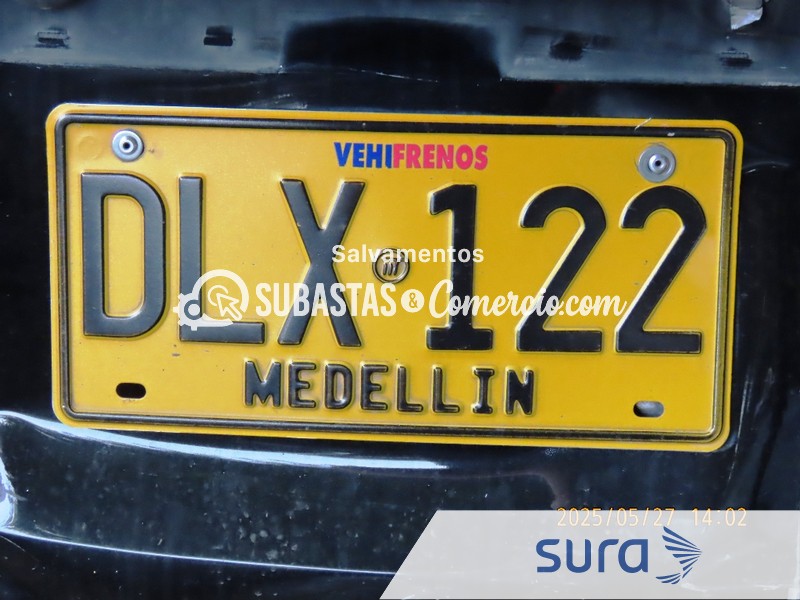 VEHIFRENOS
DLX 122
Salvamentos
SUBASTAS&Comercio.com
MEDELLIN
2025/05/27 14:02
sura